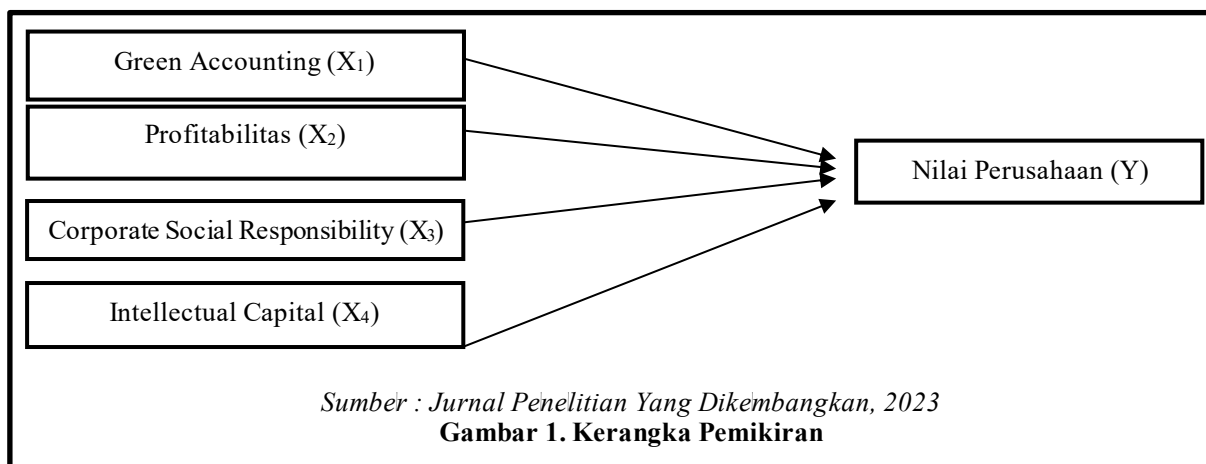 Green Accounting (X₁)
Profitabilitas (X₂)
Nilai Perusahaan (Y)
Corporate Social Responsibility (X₃)
Intellectual Capital (X₄)
Sumber : Jurnal Penelitian Yang Dikembangkan, 2023
Gambar 1. Kerangka Pemikiran